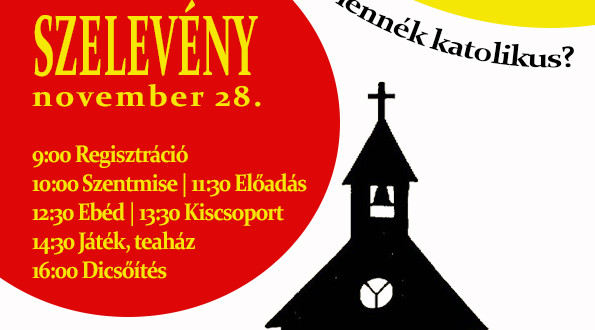 SZELEVÉNY
november 28.
lennék katolikus?
9:00 Regisztráció
10:00 Szentmise | 11:30 Előadás
12:30 Ebéd | 13:30 Kiscsoport
14:30 Játék, teaház
16:00 Dicsőítés